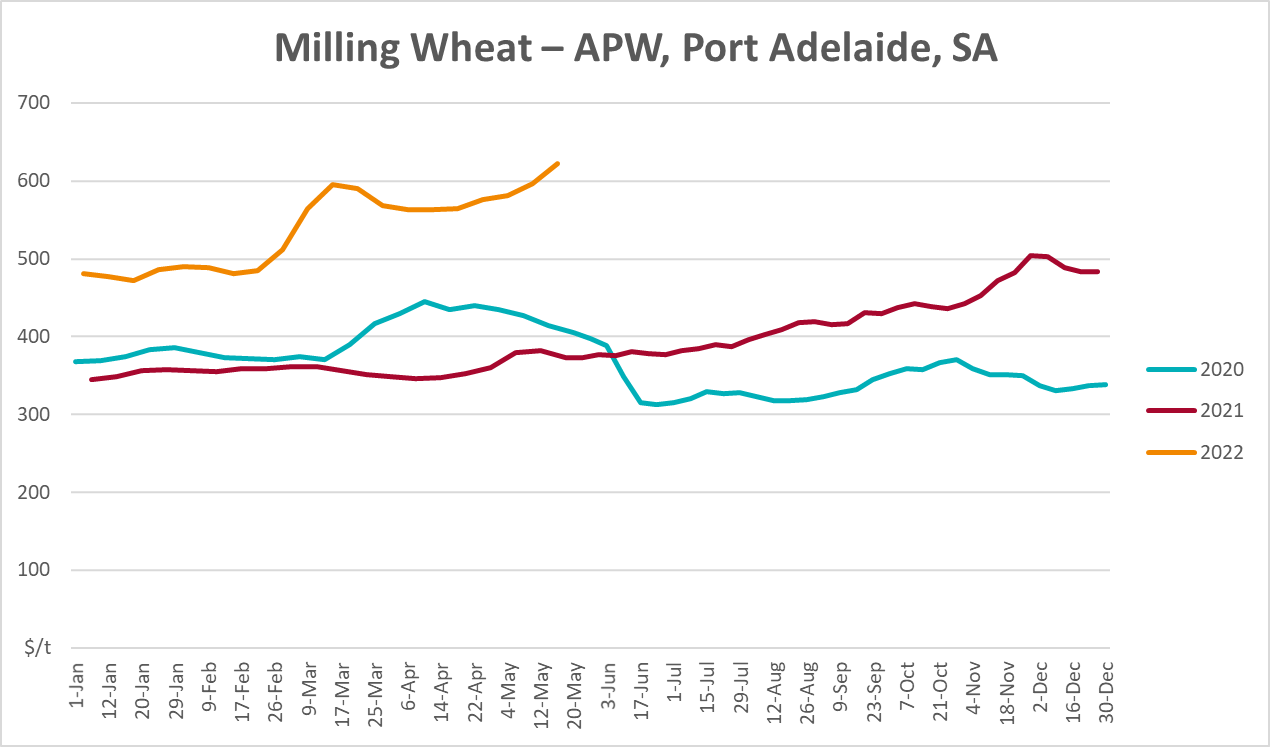 Milling Wheat – APW, Port Adelaide, SA
700
600
500
400
300
200
100
$/t
1-Jan
12-Jan
20-Jan
29-Jan
9-Feb
17-Feb
26-Feb
9-Mar
17-Mar
25-Mar
6-Apr
14-Apr
22-Apr
4-May
12-May
20-May
3-Jun
17-Jun
1-Jul
15-Jul
29-Jul
12-Aug
26-Aug
9-Sep
23-Sep
7-Oct
21-Oct
4-Nov
18-Nov
2-Dec
16-Dec
30-Dec
2020
2021
2022